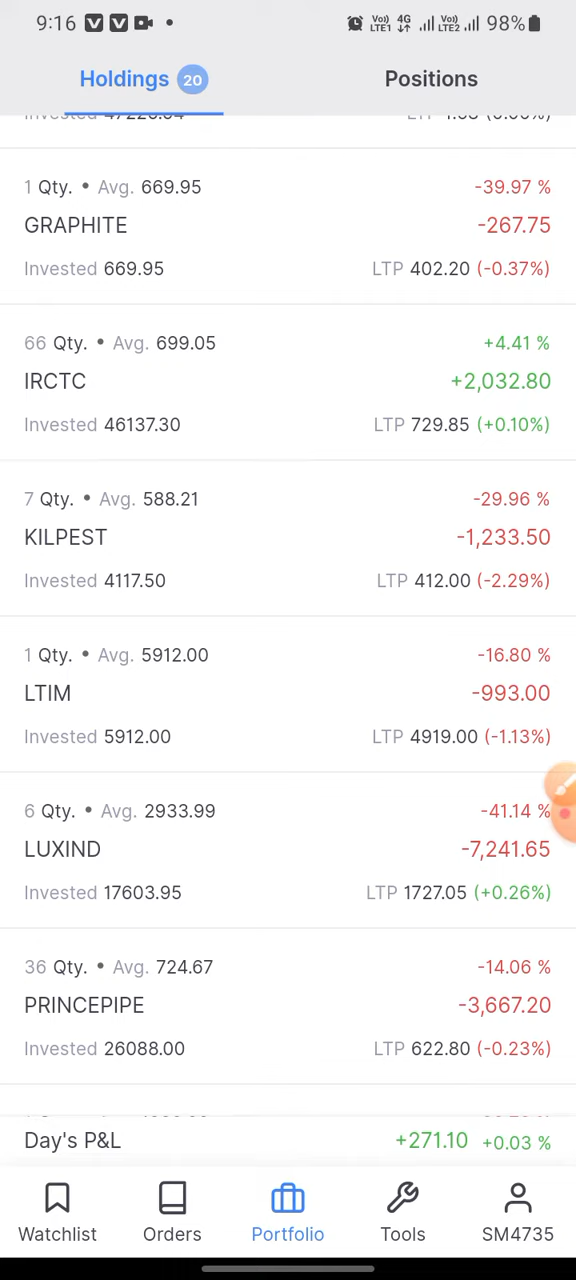 9:16 Vo) LTE1 4G Vo) LTE2 98%
Holdings 20 Positions
1 Qty. • Avg. 669.95 -39.97 %
GRAPHITE -267.75
Invested 669.95 LTP 402.20 (-0.37%)
66 Qty. • Avg. 699.05 +4.41 %
IRCTC +2,032.80
Invested 46137.30 LTP 729.85 (+0.10%)
7 Qty. • Avg. 588.21 -29.96 %
KILPEST -1,233.50
Invested 4117.50 LTP 412.00 (-2.29%)
1 Qty. • Avg. 5912.00 -16.80 %
LTIM -993.00
Invested 5912.00 LTP 4919.00 (-1.13%)
6 Qty. • Avg. 2933.99 -41.14 %
LUXIND -7,241.65
Invested 17603.95 LTP 1727.05 (+0.26%)
36 Qty. • Avg. 724.67 -14.06 %
PRINCEPIPE -3,667.20
Invested 26088.00 LTP 622.80 (-0.23%)
Day's P&L +271.10 +0.03 %
Watchlist Orders Portfolio Tools SM4735